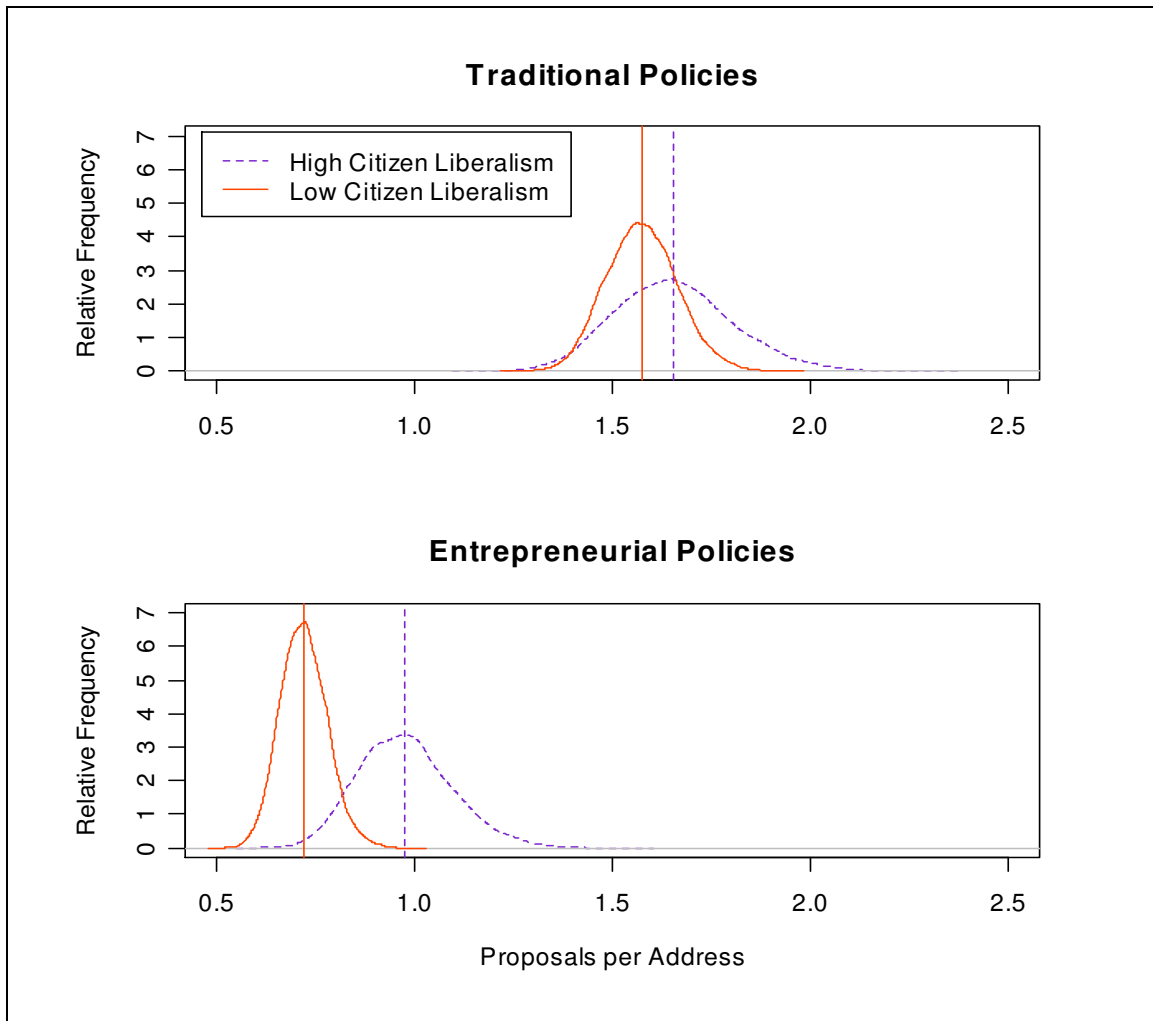 Traditional Policies
Relative Frequency
7
6
5
4
3
2
1
0
High Citizen Liberalism
Low Citizen Liberalism
0.5 1.0 1.5 2.0 2.5
Entrepreneurial Policies
Relative Frequency
7
6
5
4
3
2
1
0
0.5 1.0 1.5 2.0 2.5
Proposals per Address